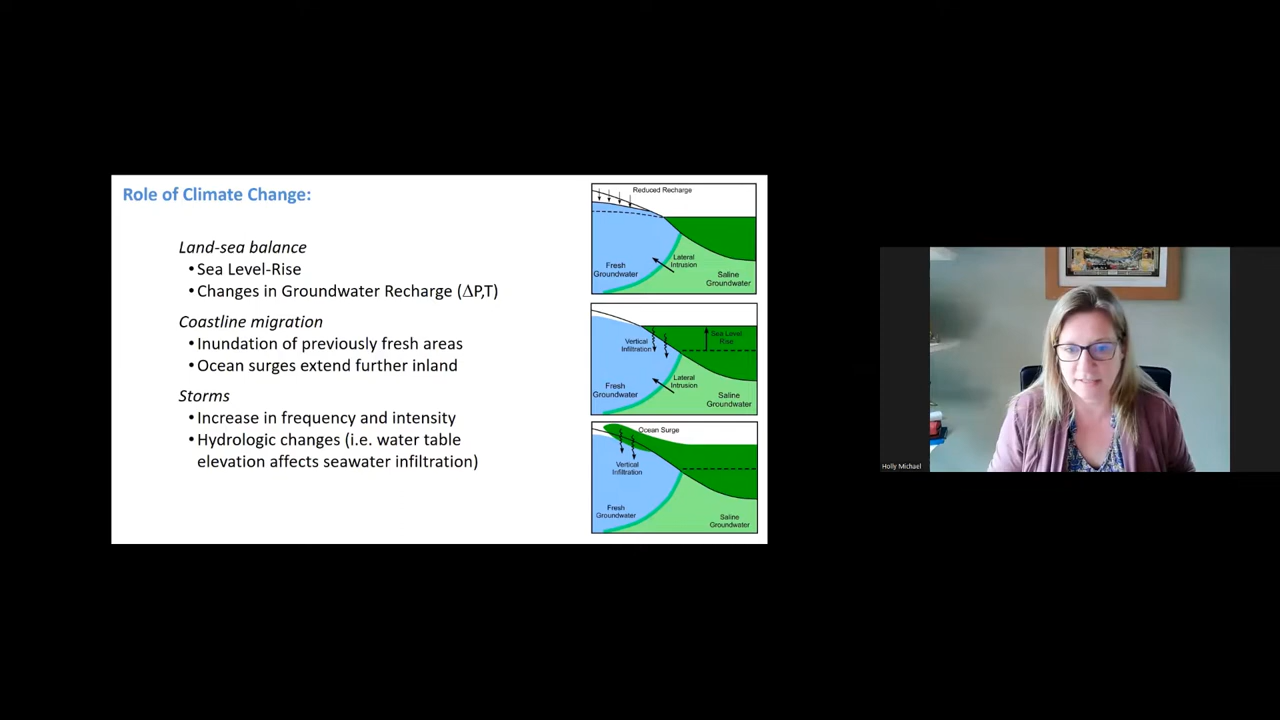 Role of Climate Change:
Land-sea balance
• Sea Level-Rise
• Changes in Groundwater Recharge (ΔP,T)
Coastline migration
• Inundation of previously fresh areas
• Ocean surges extend further inland
Storms
• Increase in frequency and intensity
• Hydrologic changes (i.e. water table
elevation affects seawater infiltration)
Reduced Recharge
Lateral
Intrusion
Fresh
Groundwater
Saline
Groundwater
Sea Level
Rise
Vertical
Infiltration
Lateral
Intrusion
Fresh
Groundwater
Saline
Groundwater
Ocean Surge
Vertical
Infiltration
Fresh
Groundwater
Saline
Groundwater
Holly Michael